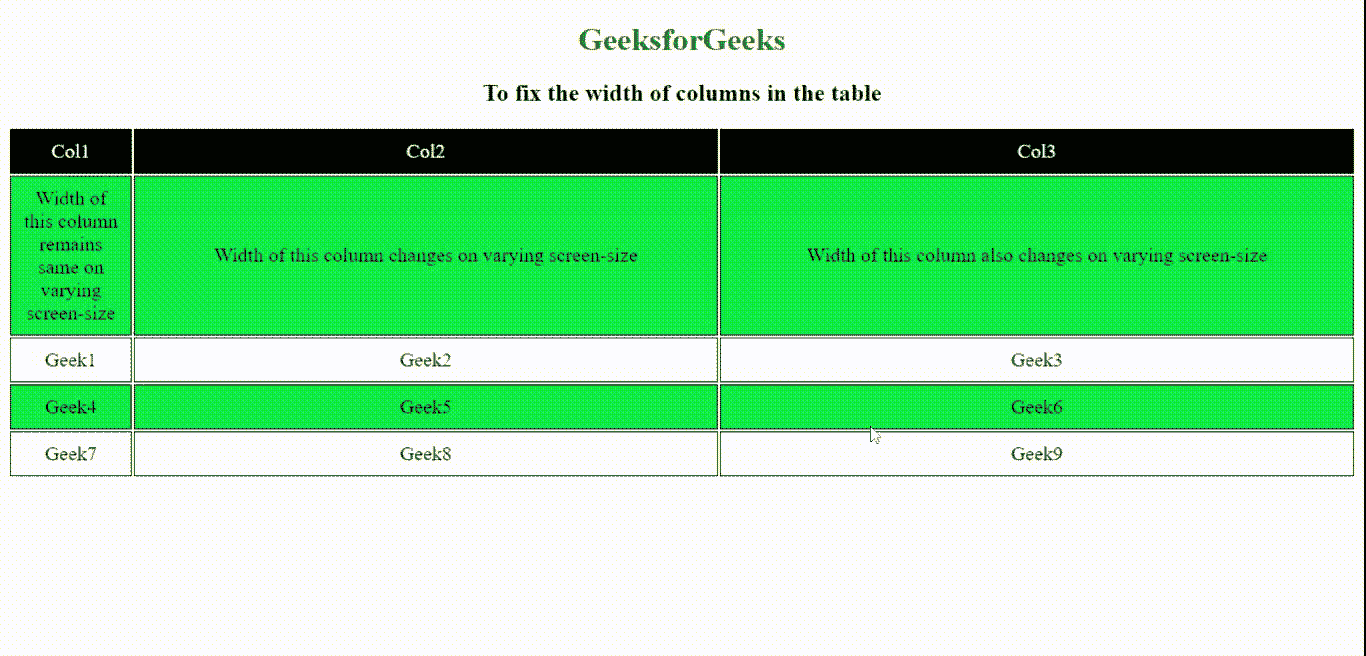 GeeksforGeeks
To fix the width of columns in the table
Col1 Col2 Col3
Width of
this column
remains
same on
varying
screen-size
Width of this column changes on varying screen-size
Width of this column also changes on varying screen-size
Geek1 Geek2 Geek3
Geek4 Geek5 Geek6
Geek7 Geek8 Geek9